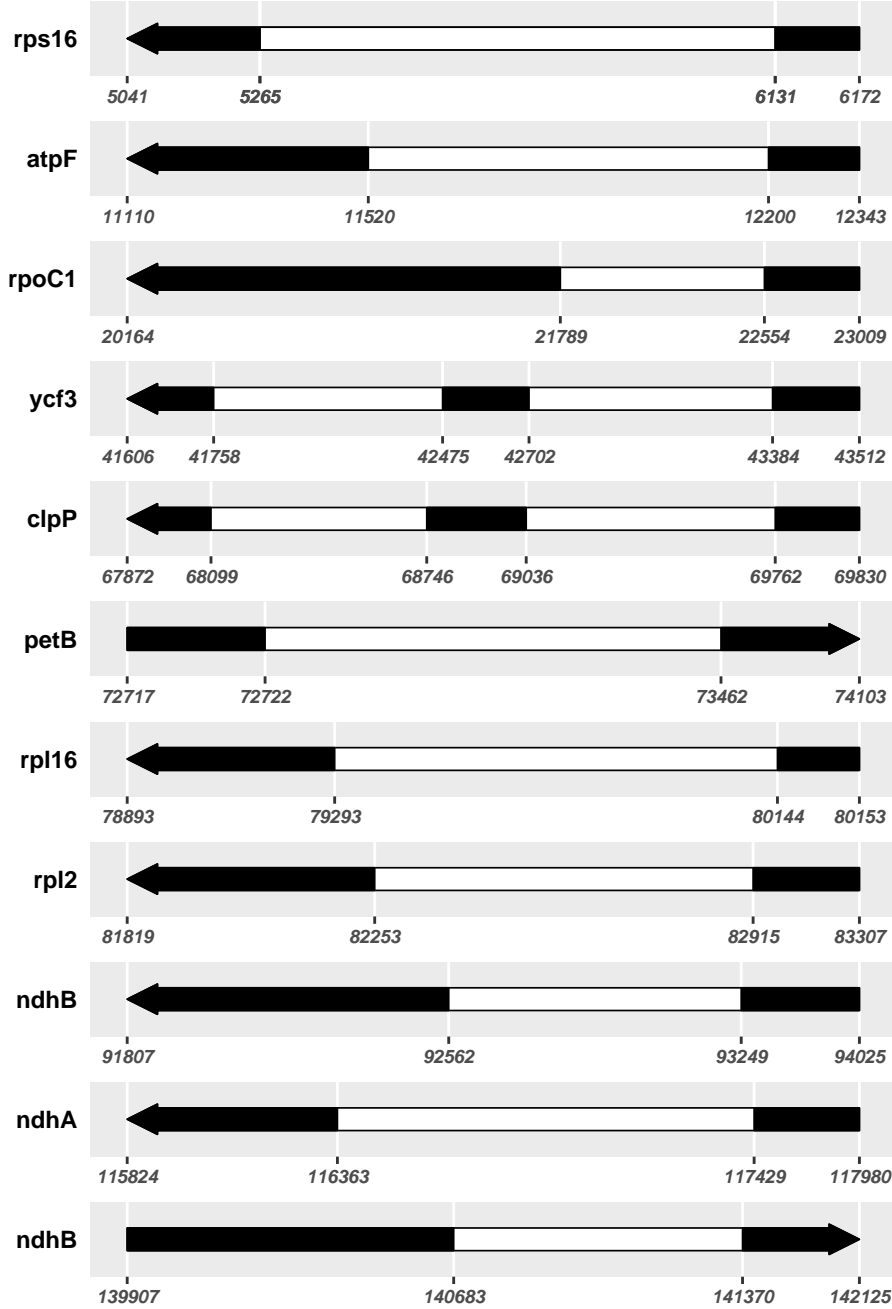 rps16
5041 5265 6131 6172
atpF
11110 11520 12200 12343
rpoC1
20164 21789 22554 23009
ycf3
41606 41758 42475 42702 43384 43512
clpP
67872 68099 68746 69036 69762 69830
petB
72717 72722 73462 74103
rpl16
78893 79293 80144 80153
rpl2
81819 82253 82915 83307
ndhB
91807 92562 93249 94025
ndhA
115824 116363 117429 117980
ndhB
139907 140683 141370 142125